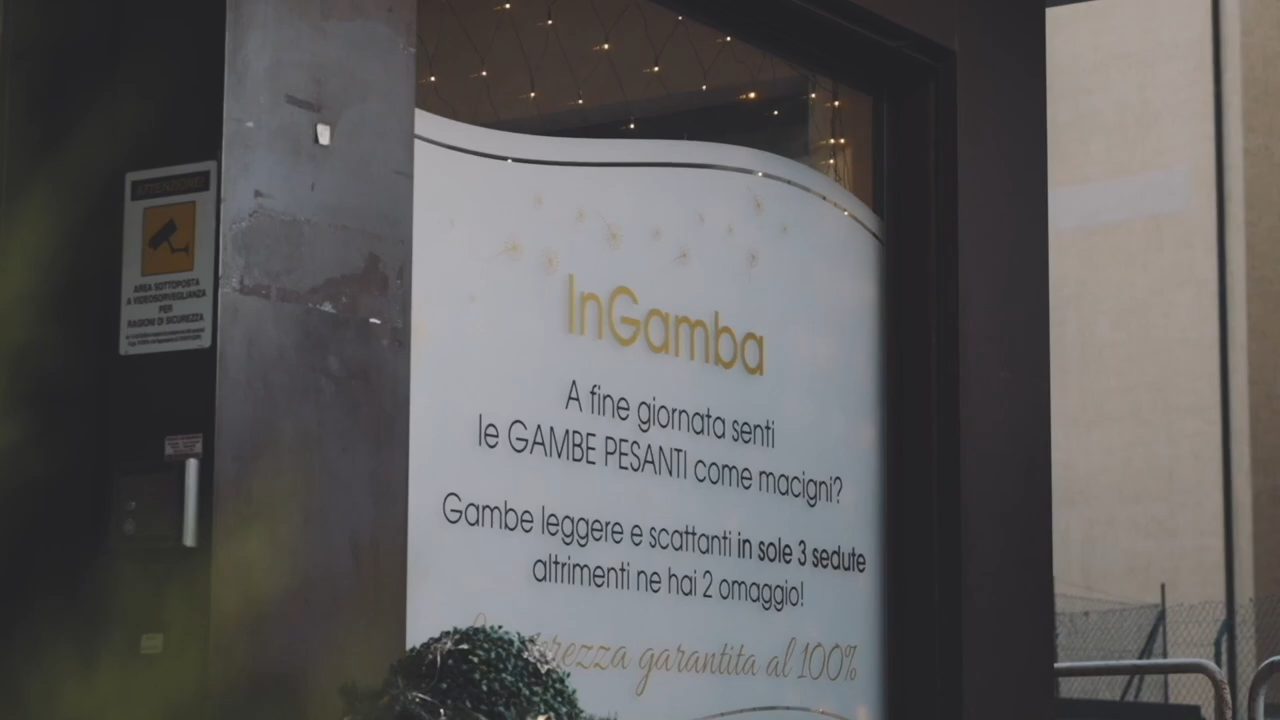 ATTENZIONE!
AREA SOTTOPOSTA
A VIDEOSORVEGLIANZA
PER
RAGIONI DI SICUREZZA
InGamba
A fine giornata senti
le GAMBE PESANTI come macigni?
Gambe leggere e scattanti in sole 3 sedute
altrimenti ne hai 2 omaggio!
garantita al 100%